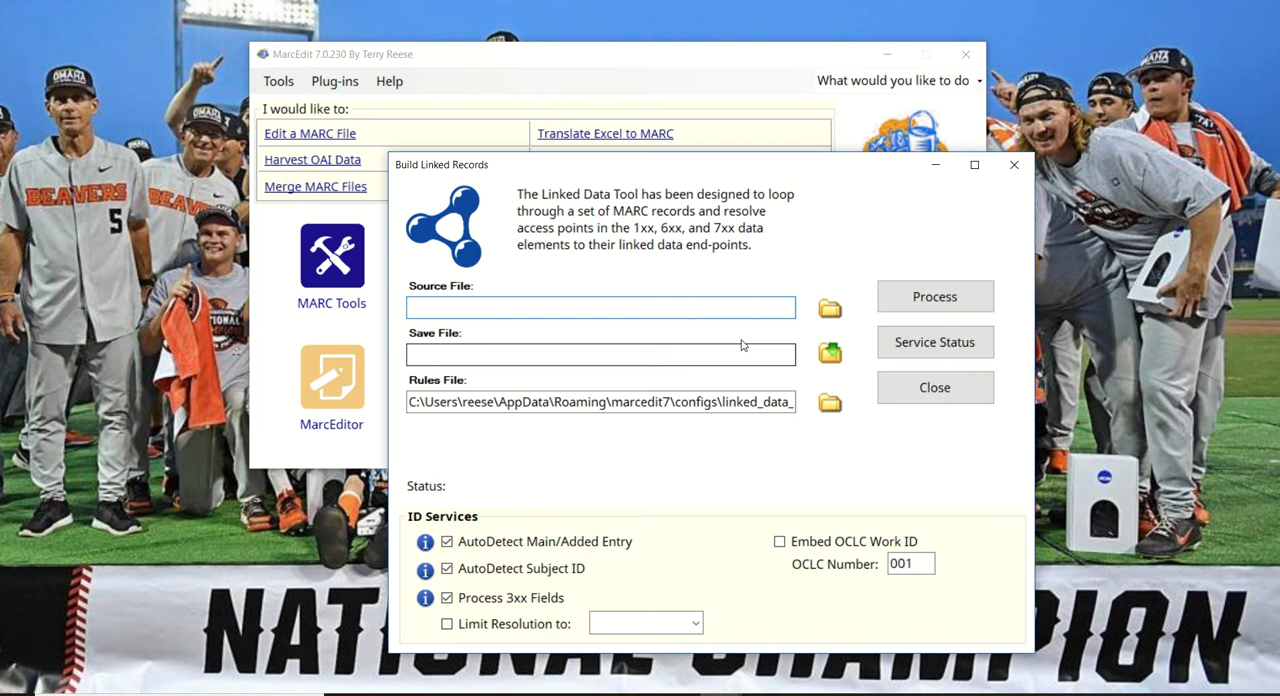 MarcEdit 7.0.230 By Terry Reese
Tools Plug-ins Help What would you like to do
I would like to:
Edit a MARC File Translate Excel to MARC
Harvest OAI Data
Merge MARC Files
MARC Tools
MarcEditor
Build Linked Records
The Linked Data Tool has been designed to loop
through a set of MARC records and resolve
access points in the 1xx, 6xx, and 7xx data
elements to their linked data end-points.
Source File:
Process
Save File:
Service Status
Rules File:
Close
C:\Users\reese\AppData\Roaming\marcedit7\configs\linked_data_
Status:
ID Services
AutoDetect Main/Added Entry Embed OCLC Work ID
AutoDetect Subject ID OCLC Number: 001
Process 3xx Fields
Limit Resolution to:
OMAHA
OMAHA
OMAHA
OMAHA
OMAHA
BEAVERS
5
BEAVERS
NATIONAL
NATIONAL CHAMPION